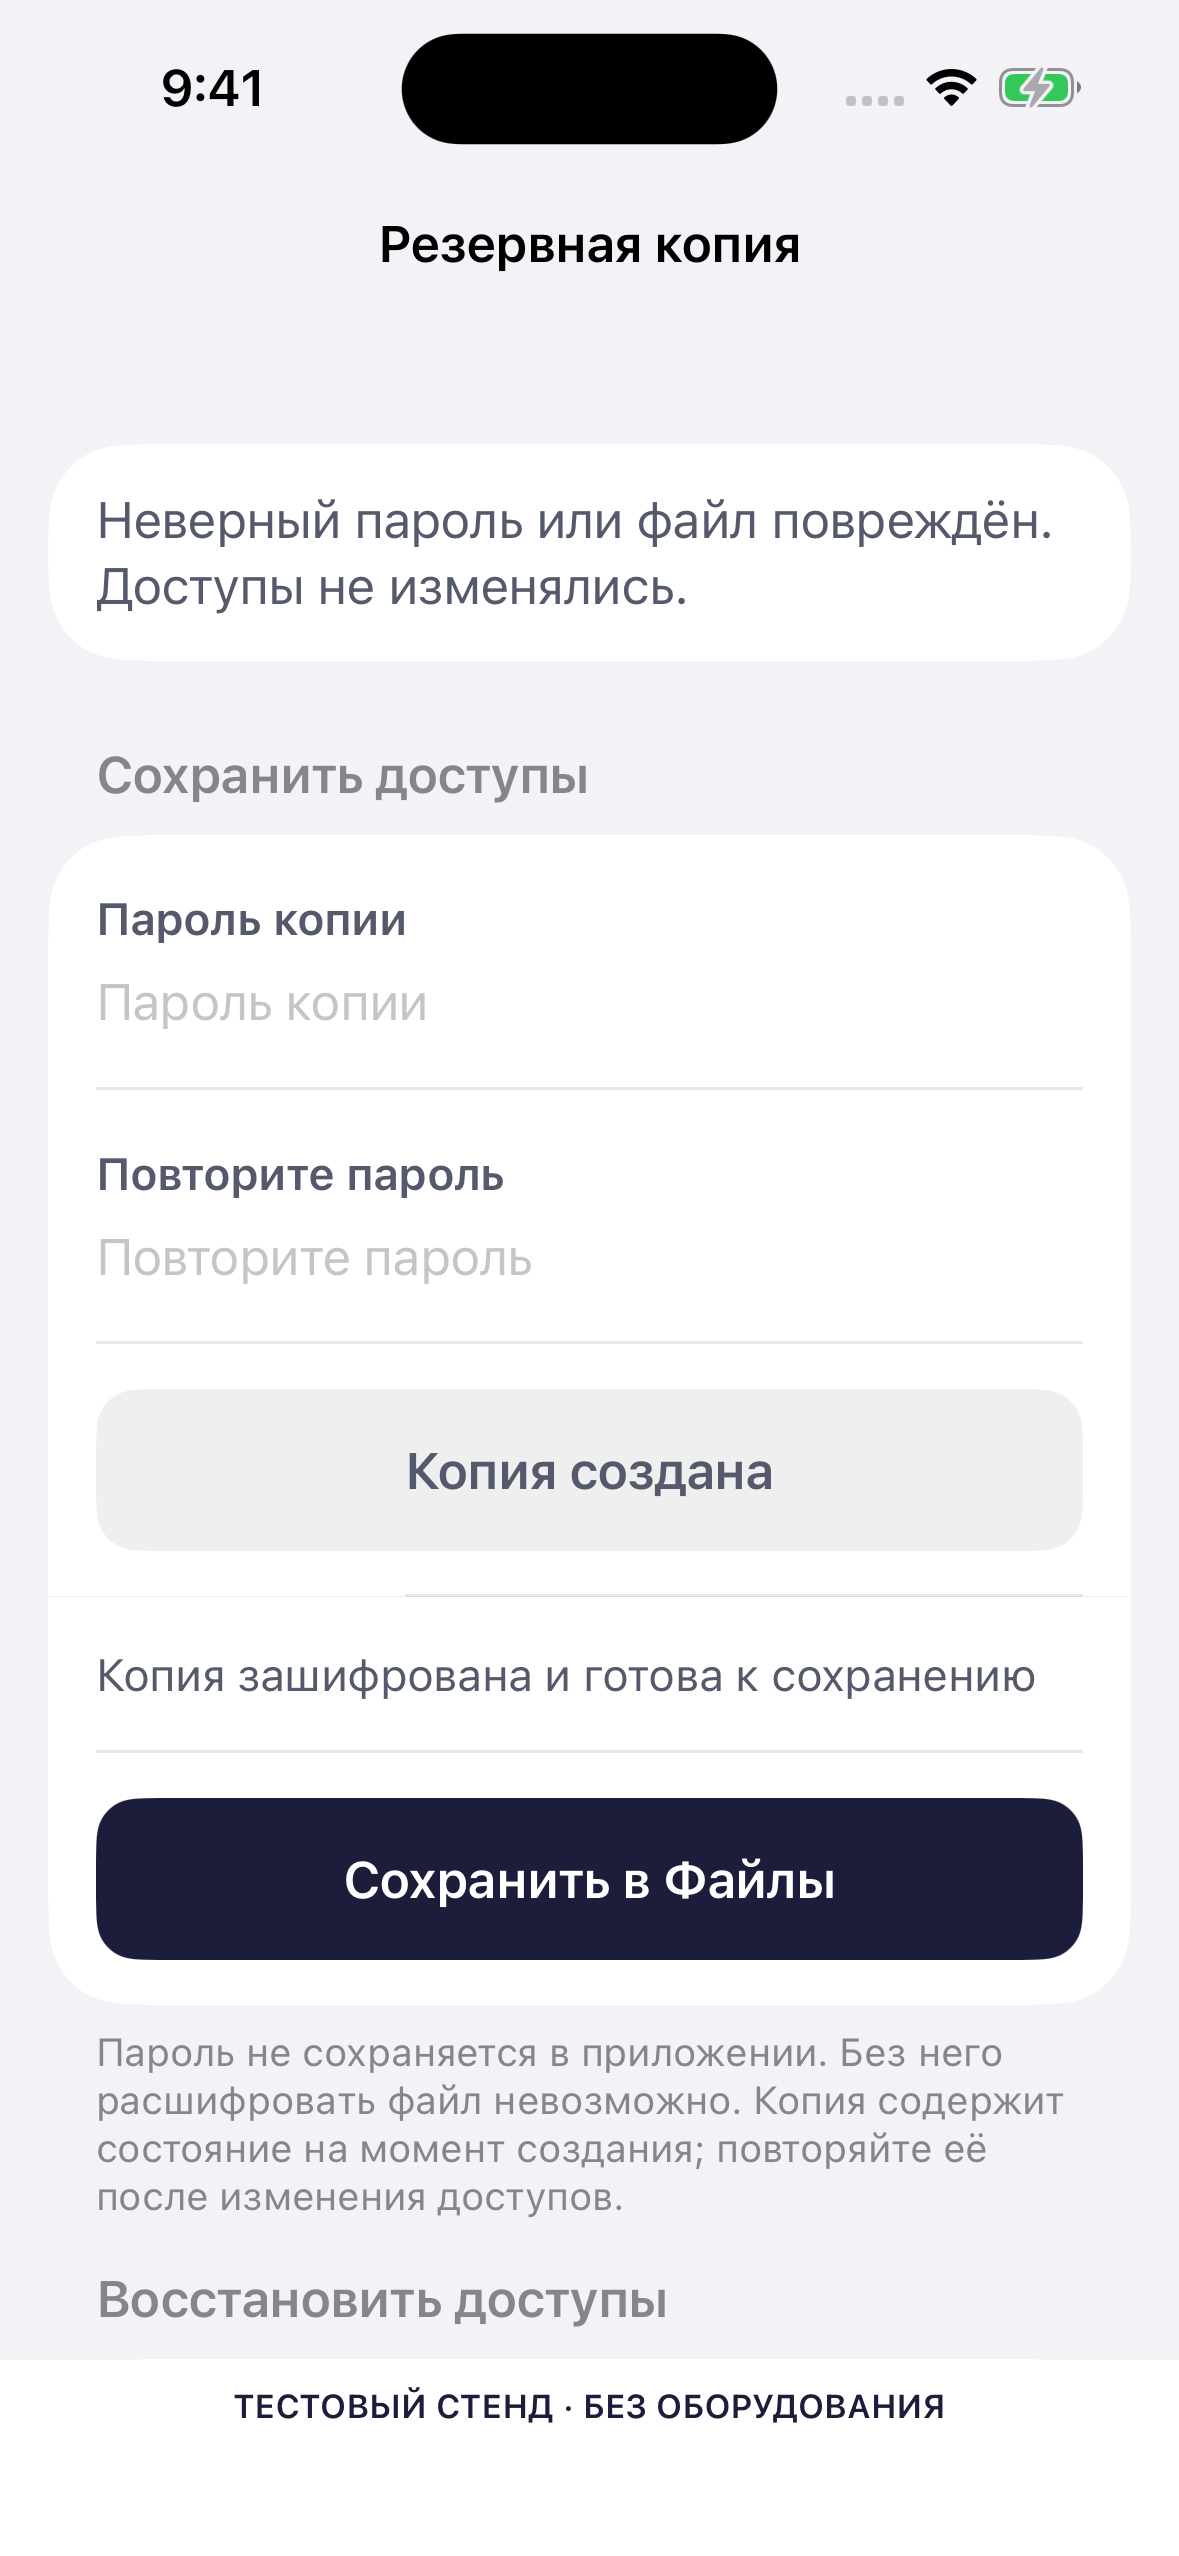 9:41
Резервная копия
Неверный пароль или файл повреждён.
Доступы не изменялись.
Сохранить доступы
Пароль копии
Пароль копии
Повторите пароль
Повторите пароль
Копия создана
Копия зашифрована и готова к сохранению
Сохранить в Файлы
Пароль не сохраняется в приложении. Без него
расшифровать файл невозможно. Копия содержит
состояние на момент создания; повторяйте её
после изменения доступов.
Восстановить доступы
ТЕСТОВЫЙ СТЕНД · БЕЗ ОБОРУДОВАНИЯ